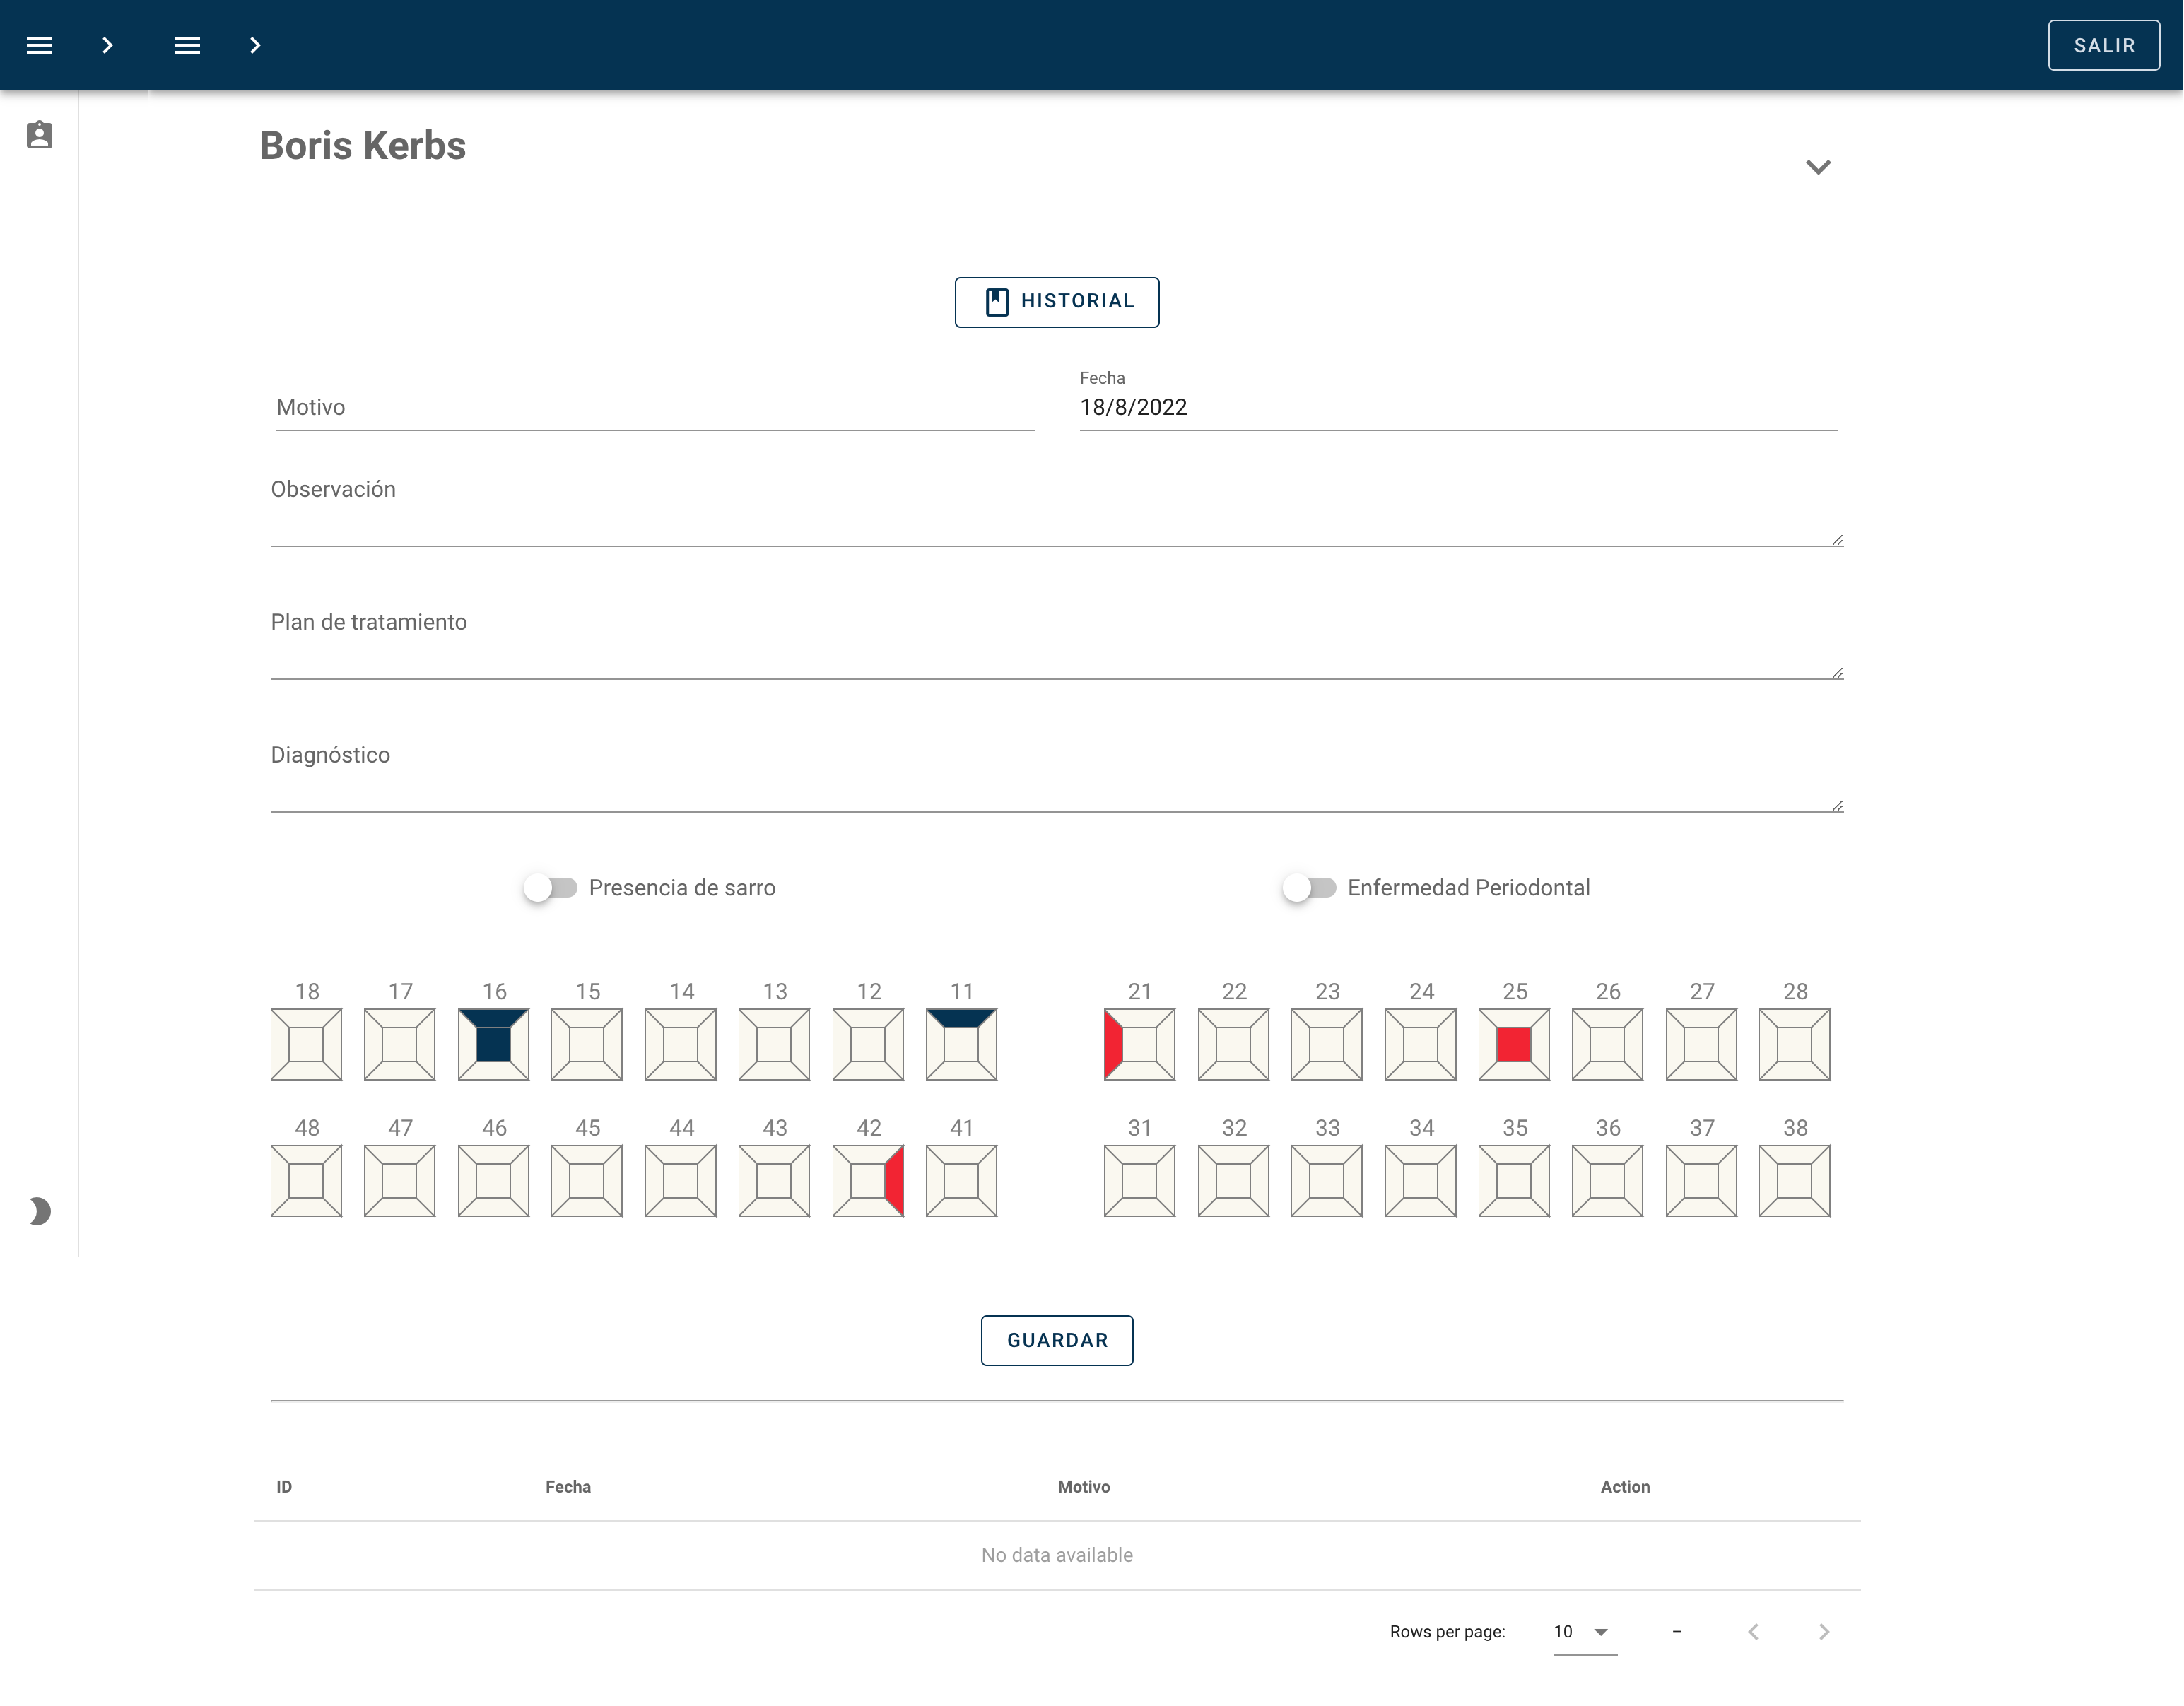 SALIR
Boris Kerbs
HISTORIAL
Motivo
Fecha
18/8/2022
Observación
Plan de tratamiento
Diagnóstico
Presencia de sarro Enfermedad Periodontal
18 17 16 15 14 13 12 11 21 22 23 24 25 26 27 28
48 47 46 45 44 43 42 41 31 32 33 34 35 36 37 38
GUARDAR
ID Fecha Motivo Action
No data available
Rows per page: 10 –